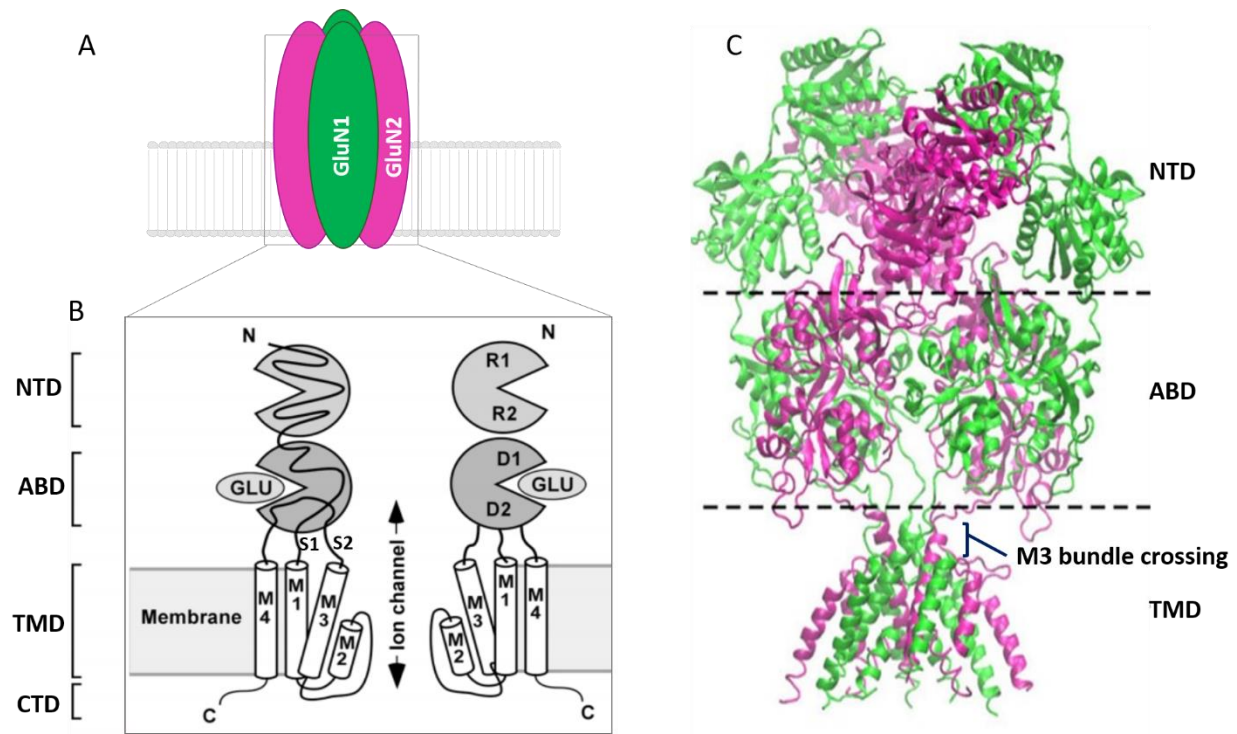 A
GluN1
GluN2
B
NTD
ABD
TMD
CTD
N
N
R1
R2
GLU
D1
D2
GLU
S1
S2
Membrane
M4
M1
M3
M2
Ion channel
M2
M3
M1
M4
C
C
C
NTD
ABD
M3 bundle crossing
TMD